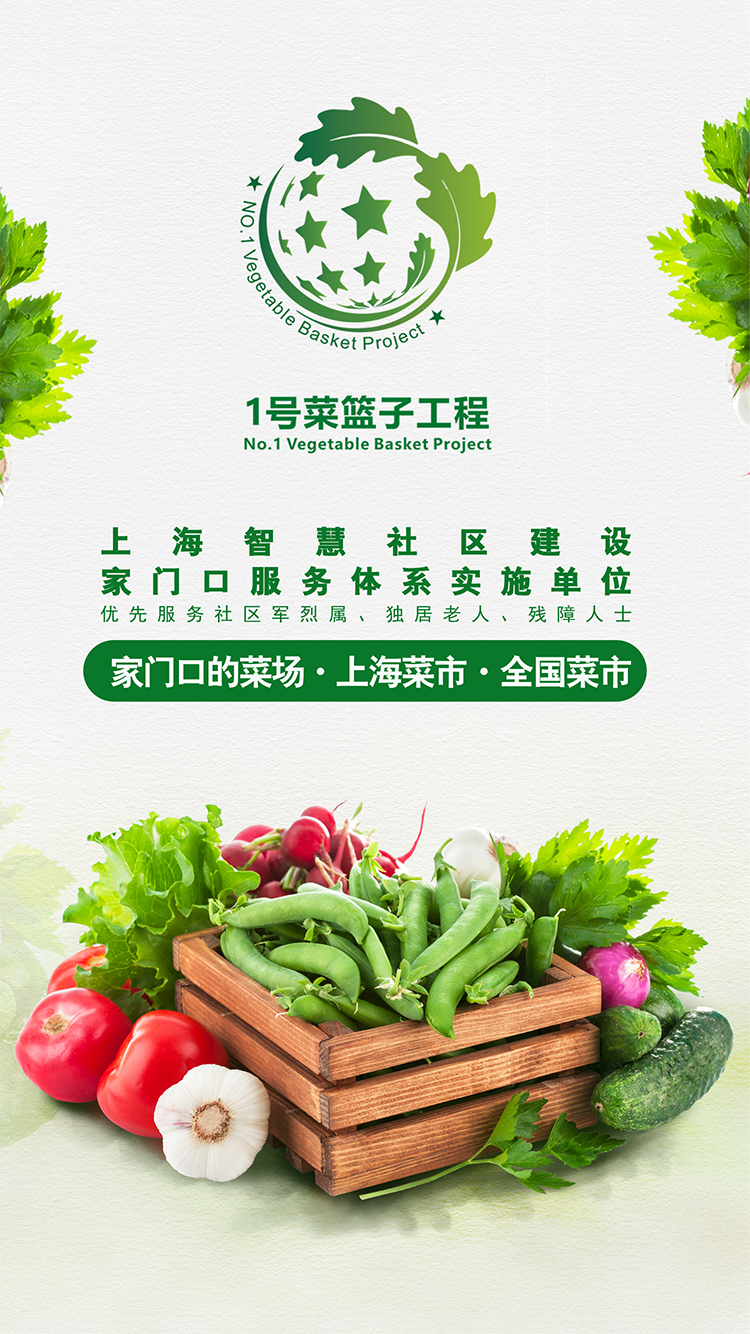 NO.1 Vegetable Basket Project
1号菜篮子工程
No.1 Vegetable Basket Project
上海智慧社区建设
家门口服务体系实施单位
优先服务社区军烈属、独居老人、残障人士
家门口的菜场·上海菜市·全国菜市